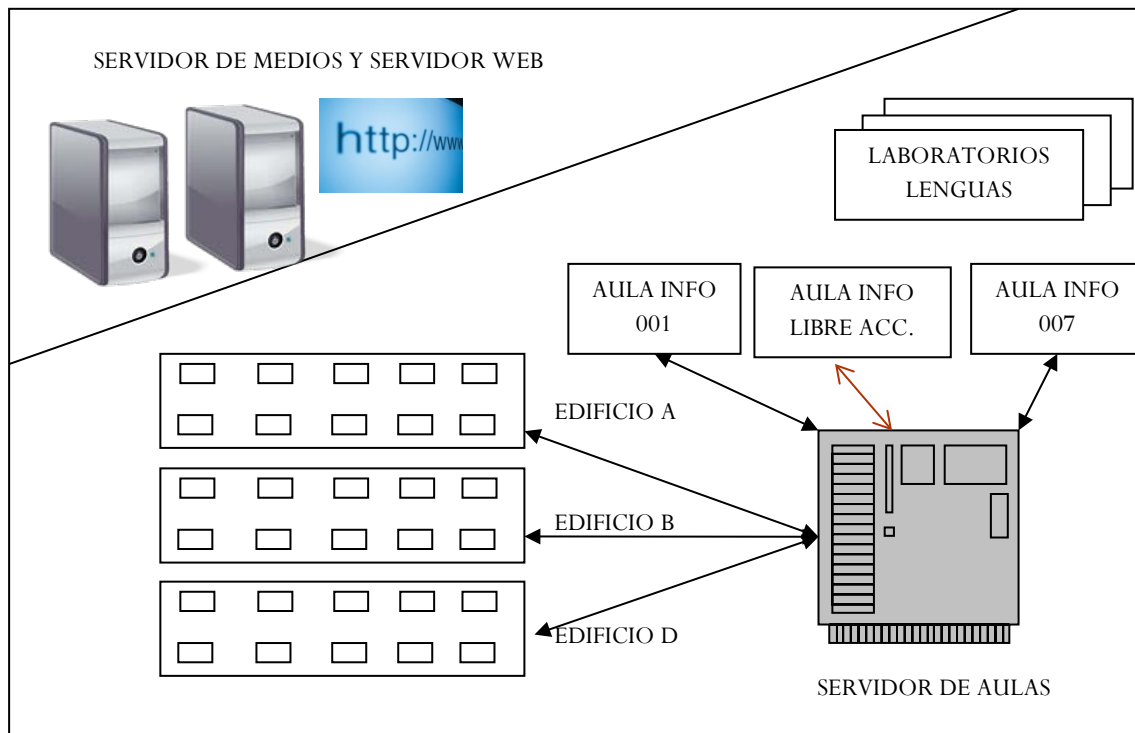 SERVIDOR DE MEDIOS Y SERVIDOR WEB
http://www
LABORATORIOS
LENGUAS
AULA INFO
001
AULA INFO
LIBRE ACC.
AULA INFO
007
EDIFICIO A
EDIFICIO B
EDIFICIO D
SERVIDOR DE AULAS